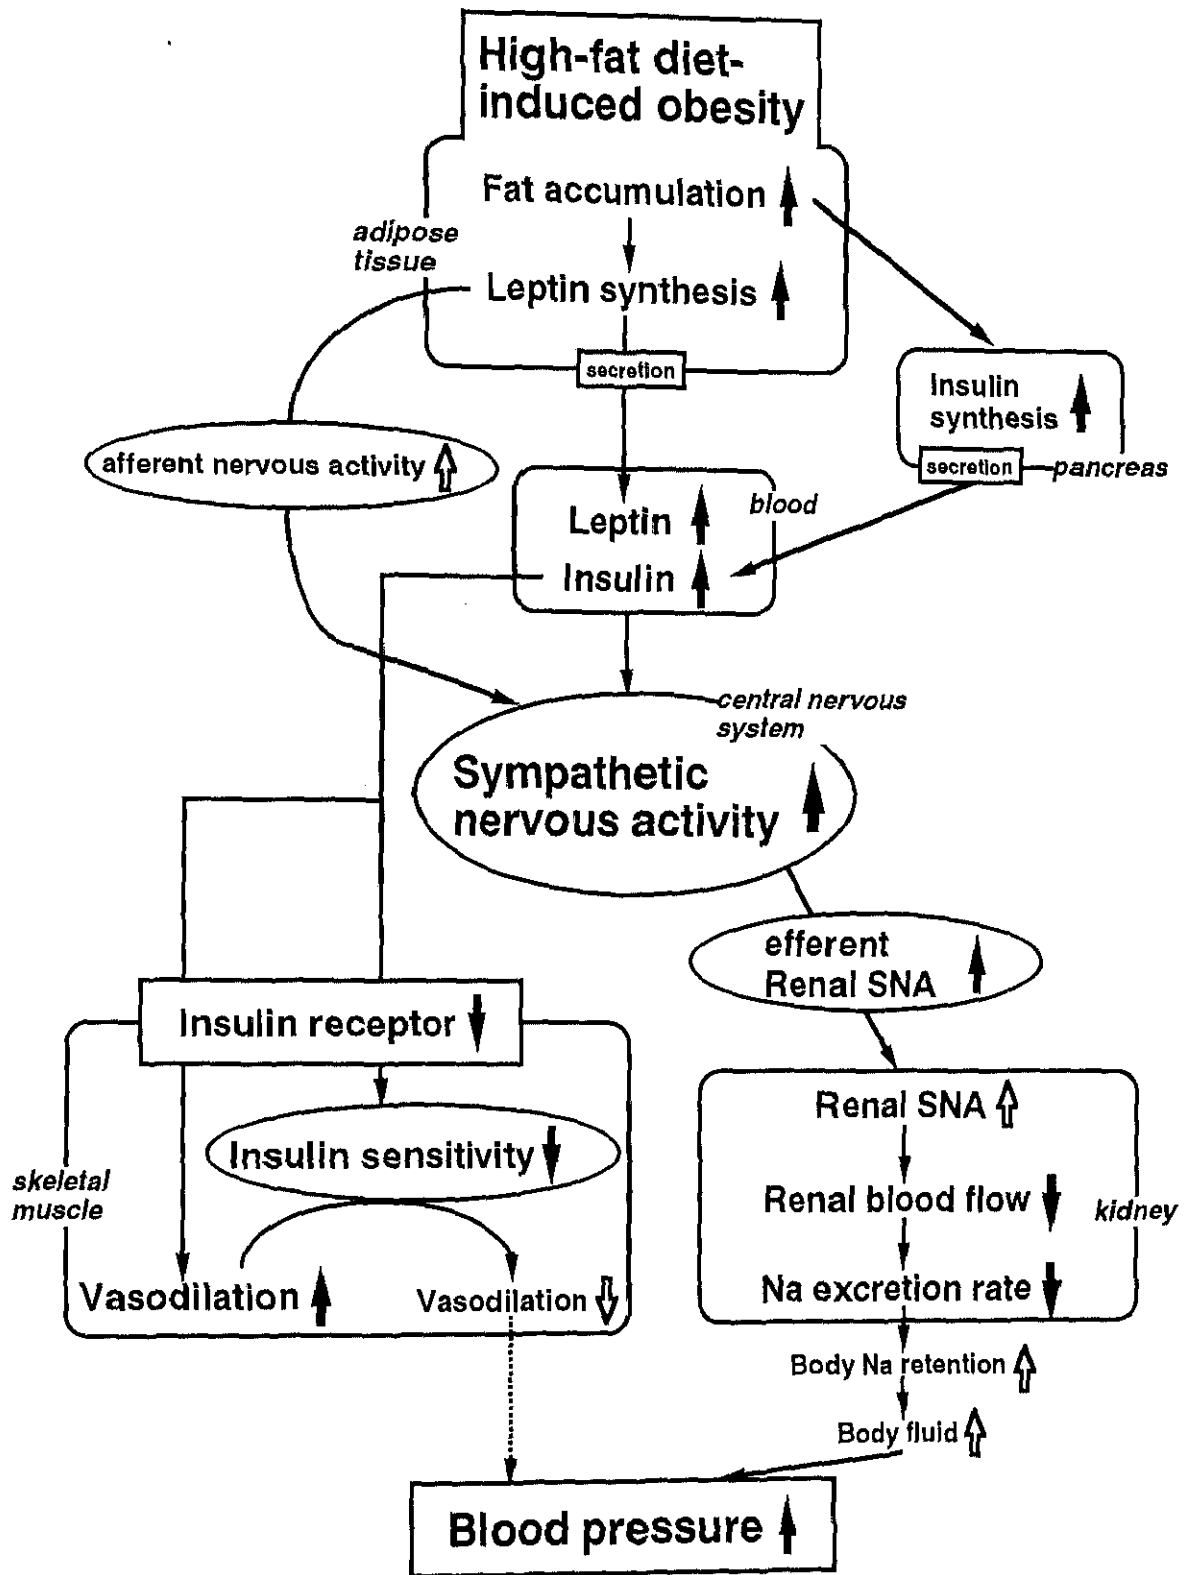 High-fat diet-
induced obesity
Fat accumulation
adipose
tissue
Leptin synthesis
secretion
Insulin
synthesis
secretion
pancreas
afferent nervous activity
blood
Leptin
Insulin
central nervous
system
Sympathetic
nervous activity
efferent
Renal SNA
Insulin receptor
Renal SNA
Insulin sensitivity
skeletal
muscle
Renal blood flow
kidney
Na excretion rate
Vasodilation
Vasodilation
Body Na retention
Body fluid
Blood pressure